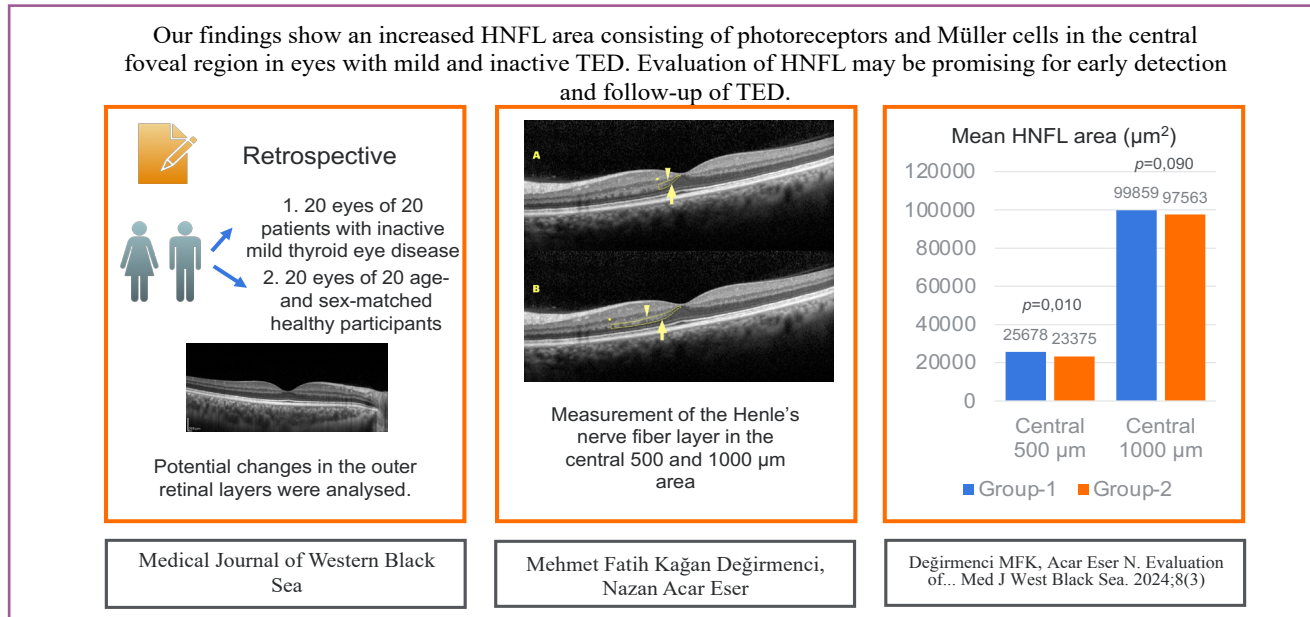 Our findings show an increased HNFL area consisting of photoreceptors and Müller cells in the central
foveal region in eyes with mild and inactive TED. Evaluation of HNFL may be promising for early detection
and follow-up of TED.
Retrospective
1. 20 eyes of 20
patients with inactive
mild thyroid eye disease
2. 20 eyes of 20 age-
and sex-matched
healthy participants
Potential changes in the outer
retinal layers were analysed.
A
B
Measurement of the Henle's
nerve fiber layer in the
central 500 and 1000 µm
area
Mean HNFL area (µm²)
120000
100000
80000
60000
40000
20000
0
p=0,010
25678
23375
p=0,090
99859
97563
Central
500 µm
Central
1000 µm
Group-1
Group-2
Medical Journal of Western Black
Sea
Mehmet Fatih Kağan Değirmenci,
Nazan Acar Eser
Değirmenci MFK, Acar Eser N. Evaluation
of... Med J West Black Sea. 2024;8(3)